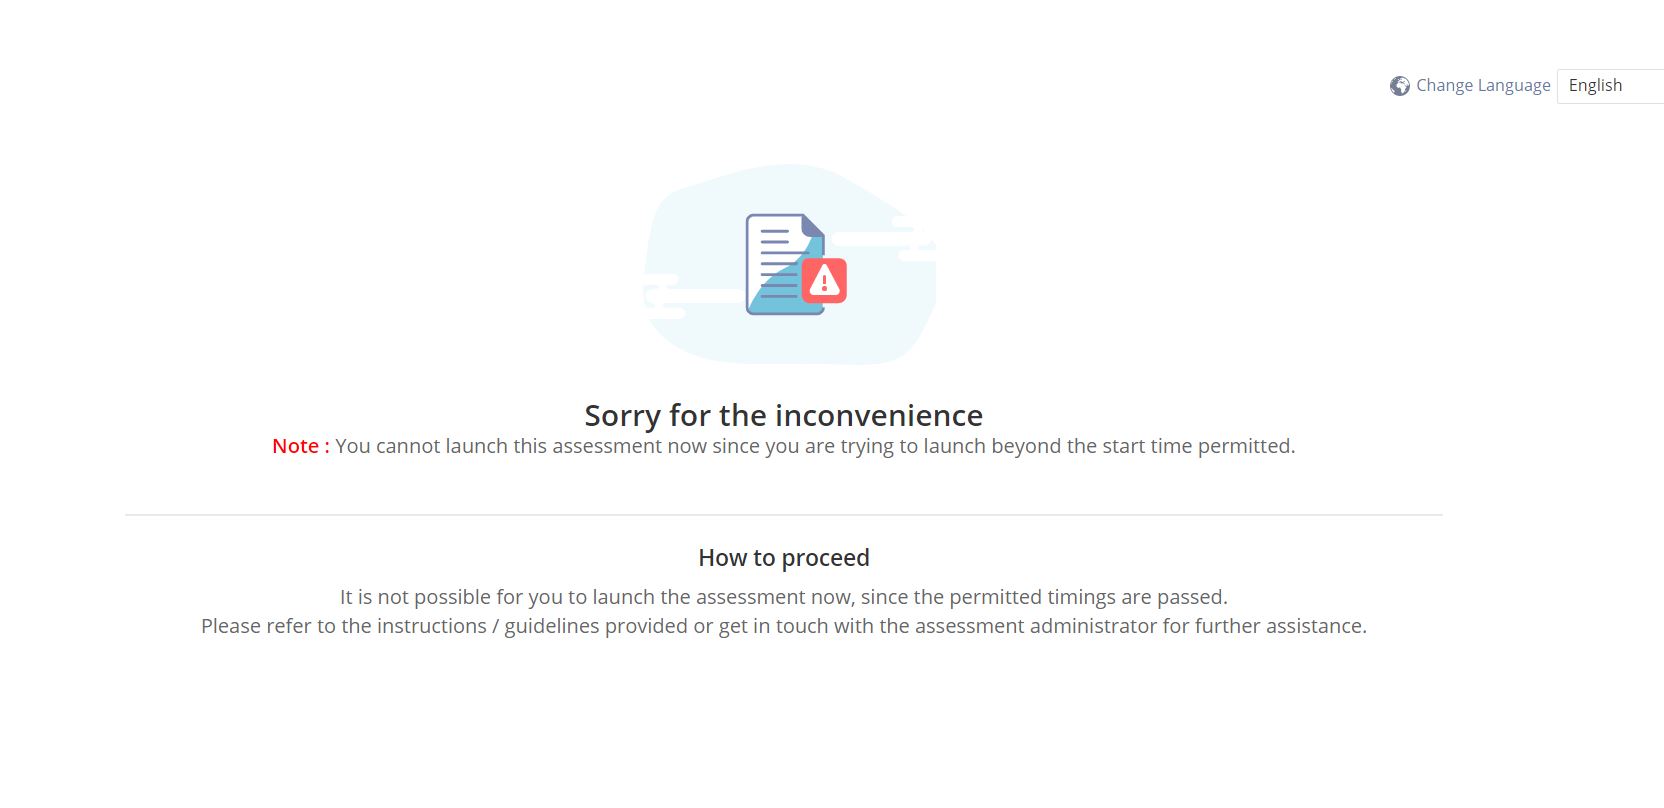 Change Language English
Sorry for the inconvenience
Note : You cannot launch this assessment now since you are trying to launch beyond the start time permitted.
How to proceed
It is not possible for you to launch the assessment now, since the permitted timings are passed.
Please refer to the instructions / guidelines provided or get in touch with the assessment administrator for further assistance.